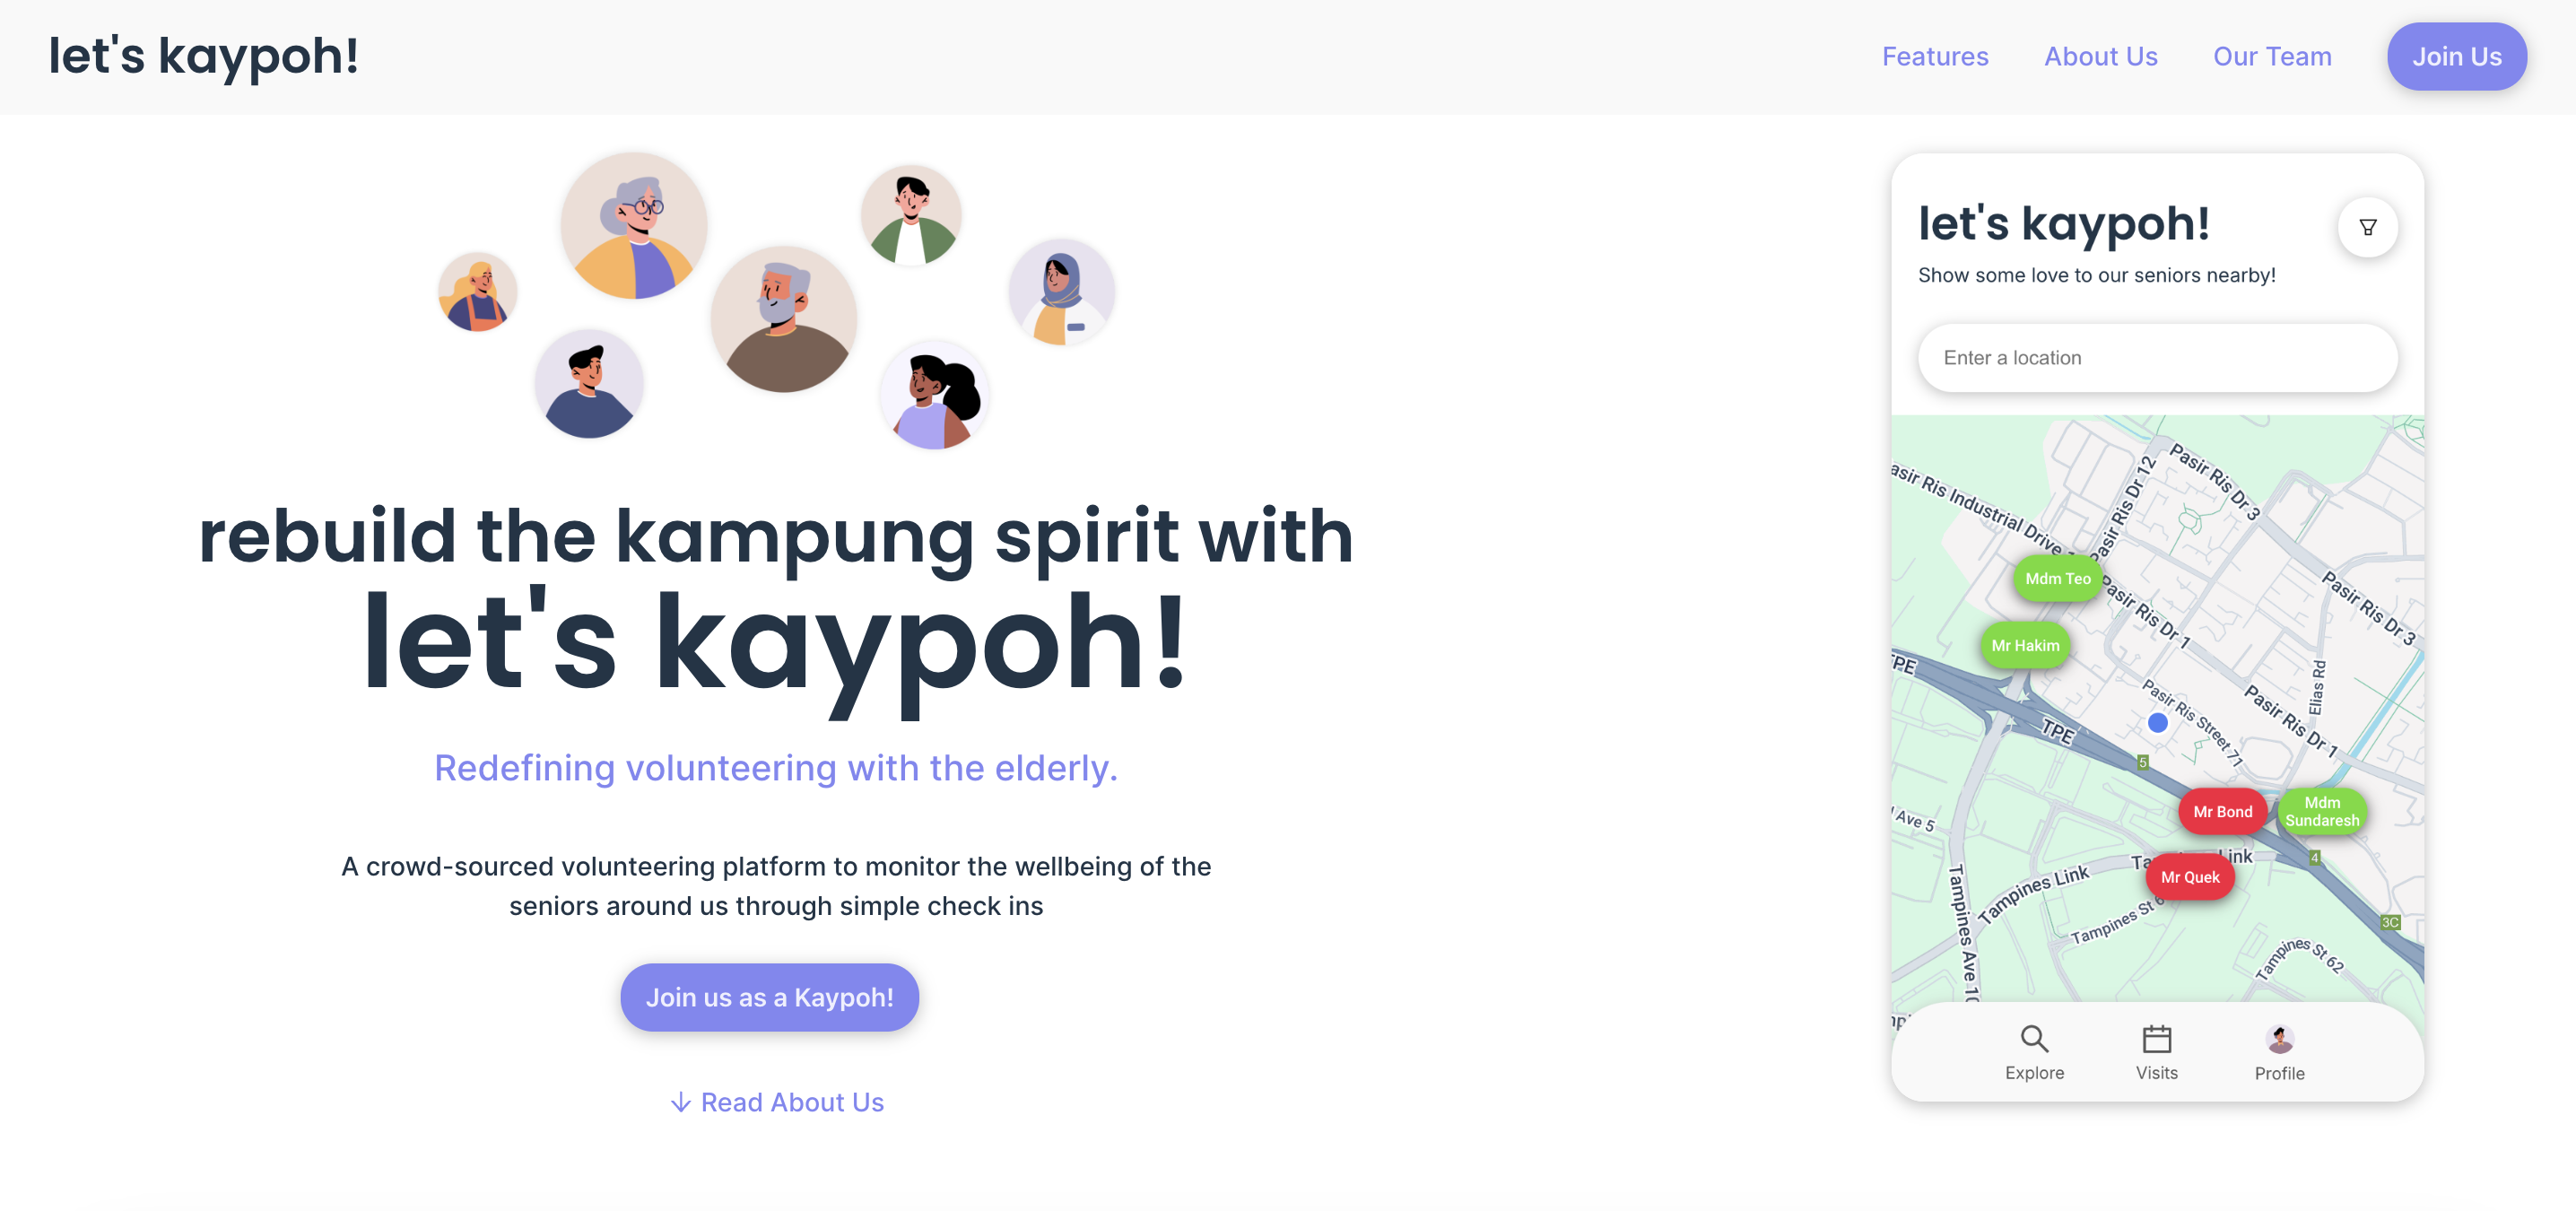 let's kaypoh!
Features
About Us
Our Team
Join Us
rebuild the kampung spirit with
let's kaypoh!
Redefining volunteering with the elderly.
A crowd-sourced volunteering platform to monitor the wellbeing of the
seniors around us through simple check ins
Join us as a Kaypoh!
↓ Read About Us
let's kaypoh!
Show some love to our seniors nearby!
Enter a location
Pasir Ris Dr 12
Pasir Ris Dr 3
asir Ris Industrial Drive
Mdm Teo
Pasir Ris Dr 1
Pasir Ris Dr 3
Mr Hakim
TPE
Elias Rd
Pasir Ris Street 71
Pasir Ris Dr 1
TPE
5
Mr Bond
Mdm
Sundaresh
Ave 5
Link
4
Mr Quek
Tampines Link
Tampines St 6
3C
Tampines Ave 10
Tampines St 62
Explore
Visits
Profile